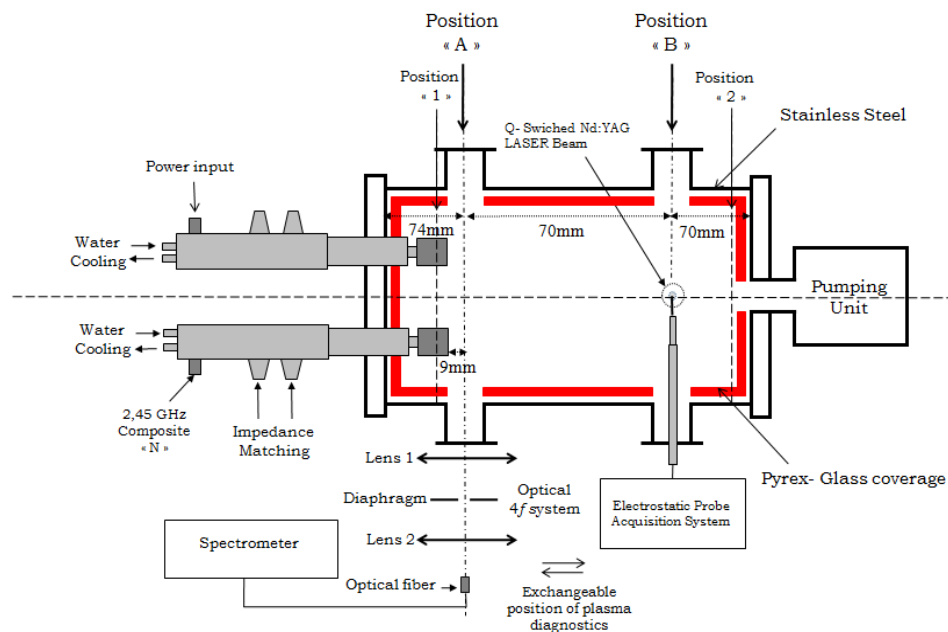 Position
« A »
Position
« B »
Position
« 1 »
Position
« 2 »
Stainless Steel
Q- Swiched Nd:YAG
LASER Beam
Power input
74mm
70mm
70mm
Water
Cooling
Pumping
Unit
Water
Cooling
9mm
2,45 GHz
Composite
« N »
Impedance
Matching
Lens 1
Pyrex- Glass coverage
Diaphragm
Optical
4f system
Electrostatic Probe
Acquisition System
Lens 2
Spectrometer
Optical fiber
Exchangeable
position of plasma
diagnostics